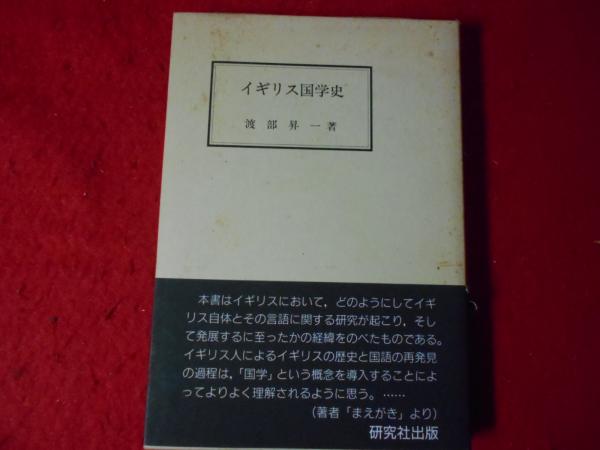 イギリス国学史
渡部昇一著
本書はイギリスにおいて，どのようにしてイギ
リス自体とその言語に関する研究が起こり，そし
て発展するに至ったかの経緯をのべたものである。
イギリス人によるイギリスの歴史と国語の再発見
の過程は，「国学」という概念を導入することによ
ってよりよく理解されるように思う。……
（著者「まえがき」より）
研究社出版